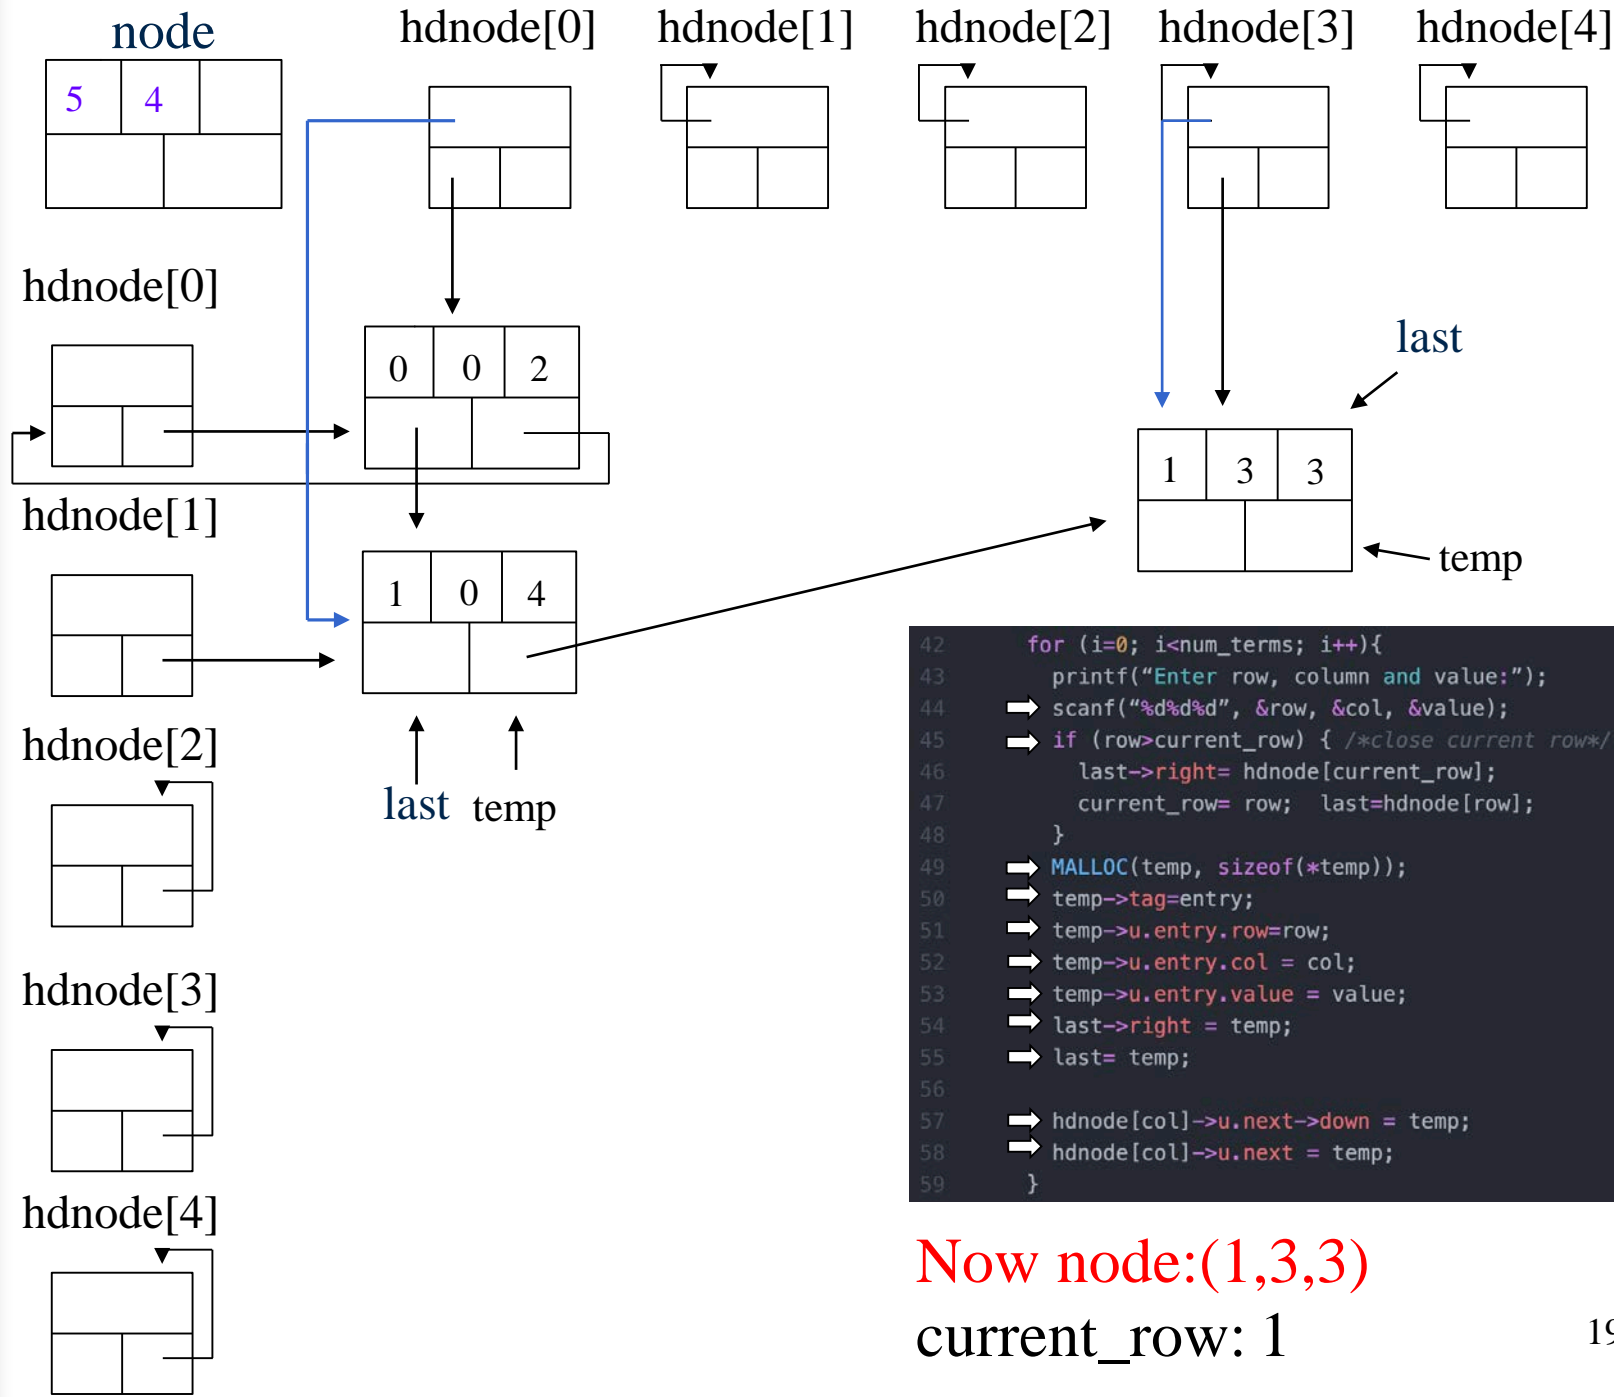 node
hdnode[0] hdnode[1] hdnode[2] hdnode[3] hdnode[4]
5 4
hdnode[0]
0 0 2
last
1 3 3
temp
hdnode[1]
1 0 4
last temp
hdnode[2]
hdnode[3]
hdnode[4]
42 for (i=0; i<num_terms; i++){
43 printf(“Enter row, column and value:”);
44 scanf(“%d%d%d”, &row, &col, &value);
45 if (row>current_row) { /*close current row*/
46 last->right= hdnode[current_row];
47 current_row= row; last=hdnode[row];
48 }
49 MALLOC(temp, sizeof(*temp));
50 temp->tag=entry;
51 temp->u.entry.row=row;
52 temp->u.entry.col = col;
53 temp->u.entry.value = value;
54 last->right = temp;
55 last= temp;
56
57 hdnode[col]->u.next->down = temp;
58 hdnode[col]->u.next = temp;
59 }
Now node:(1,3,3)
current_row: 1
19